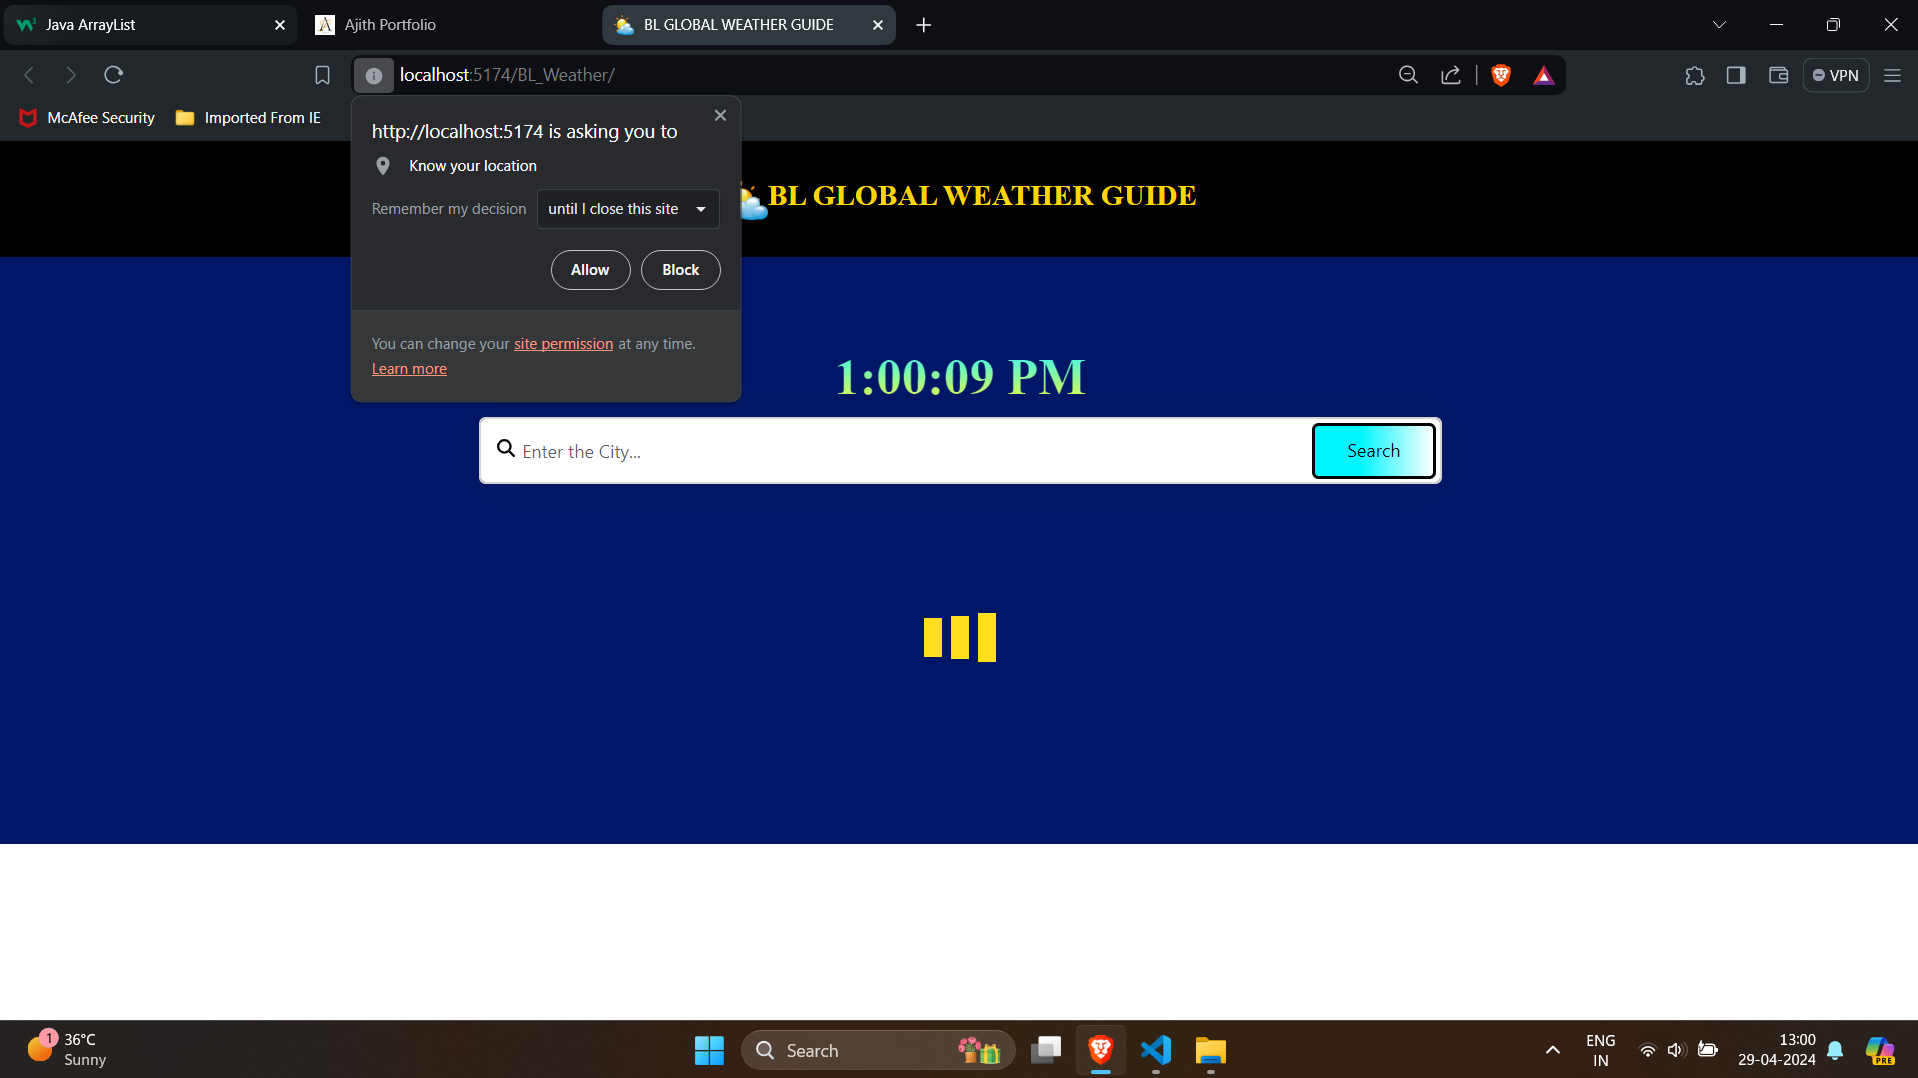 Java ArrayList
Ajith Portfolio
BL GLOBAL WEATHER GUIDE
localhost:5174/BL_Weather/
VPN
McAfee Security
Imported From IE
http://localhost:5174 is asking you to
Know your location
Remember my decision
until I close this site
Allow
Block
You can change your site permission at any time.
Learn more
BL GLOBAL WEATHER GUIDE
1:00:09 PM
Enter the City...
Search
1
36°C
Sunny
Search
ENG
IN
13:00
29-04-2024
PRE